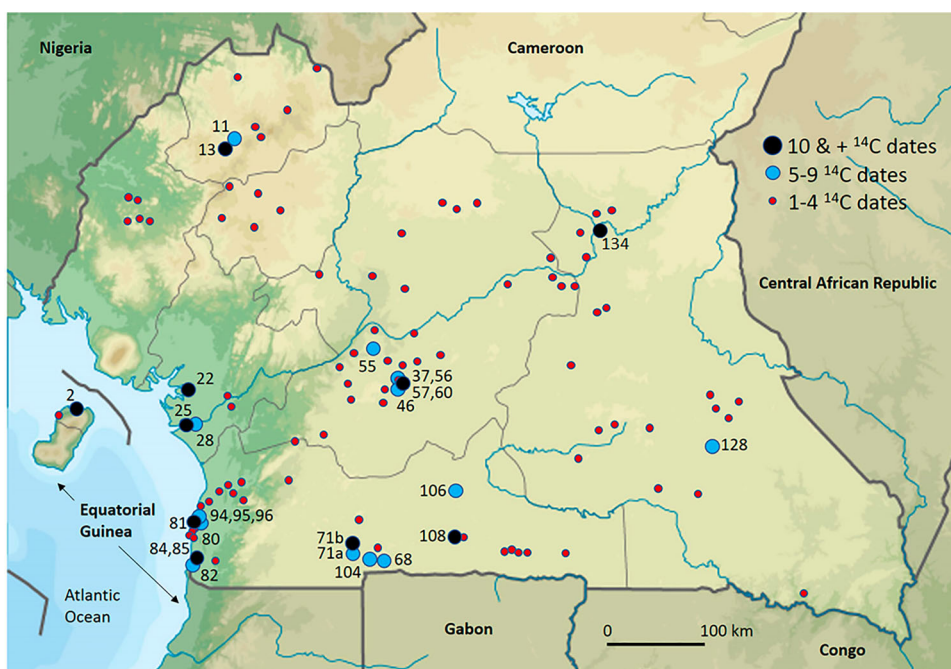 Nigeria
Cameroon
11
13
10 & + ¹⁴C dates
5-9 ¹⁴C dates
1-4 ¹⁴C dates
134
Central African Republic
55
37,56
57,60
46
22
2
25
28
128
106
Equatorial
Guinea
94,95,96
81
80
84,85
82
71b
71a
104
68
108
Atlantic
Ocean
Gabon
0
100 km
Congo